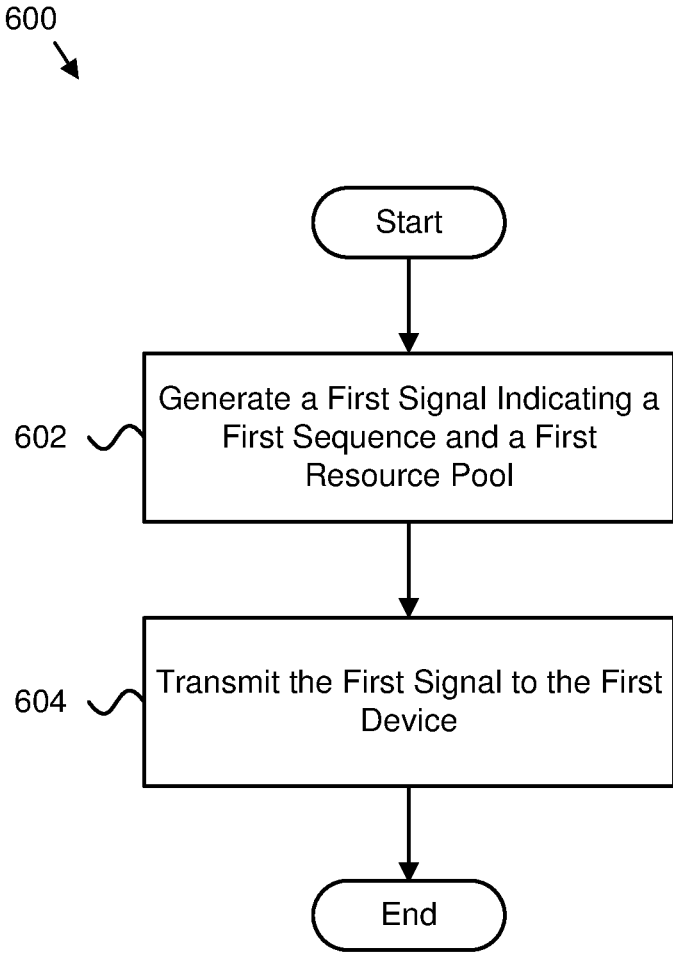 600
Start
602
Generate a First Signal Indicating a
First Sequence and a First
Resource Pool
604
Transmit the First Signal to the First
Device
End